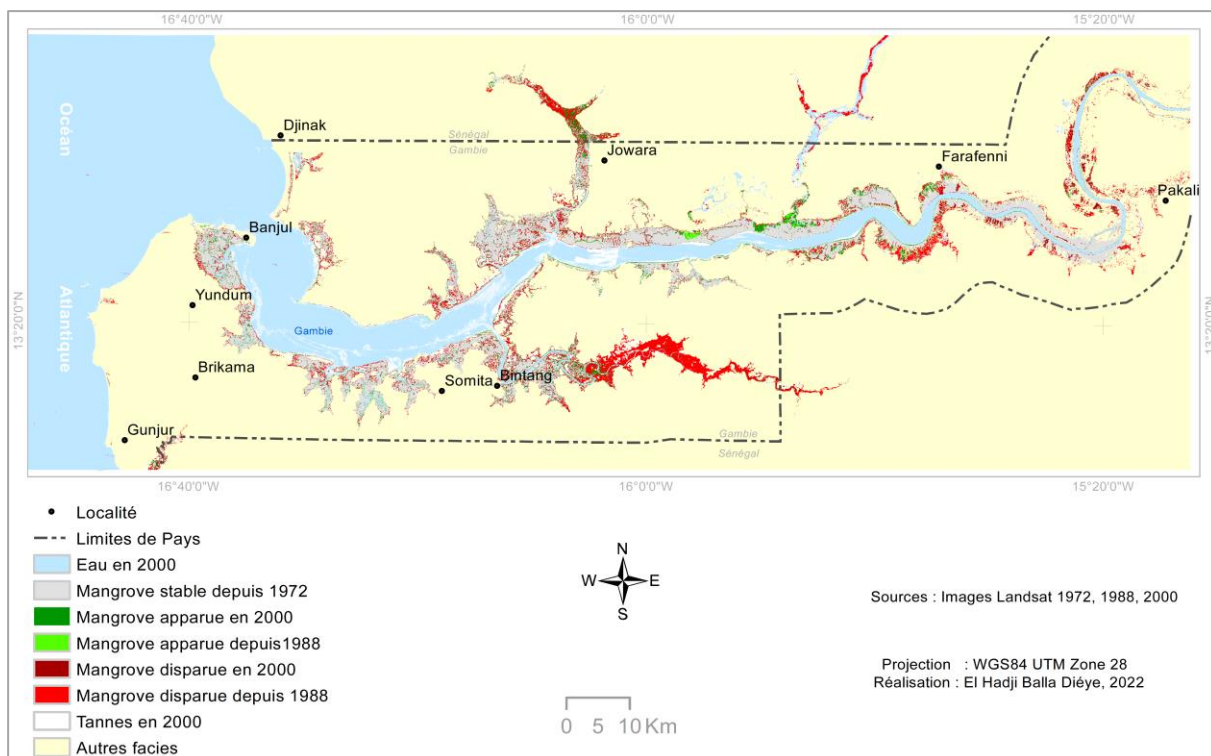 16°40'0"W 16°0'0"W 15°20'0"W
Océan
Atlantique
Djinak
Sénégal
Gambie
Jowara
Farafenni
Pakali
Banjul
Yundum
13°20'0"N
13°20'0"N
Gambie
Brikama
Somita
Bintang
Gunjur
Gambie
Sénégal
16°40'0"W 16°0'0"W 15°20'0"W
Localité
Limites de Pays
Eau en 2000
Mangrove stable depuis 1972
Mangrove apparue en 2000
Mangrove apparue depuis1988
Mangrove disparue en 2000
Mangrove disparue depuis 1988
Tannes en 2000
Autres facies
N
W E
S
0 5 10 Km
Sources : Images Landsat 1972, 1988, 2000
Projection : WGS84 UTM Zone 28
Réalisation : El Hadji Balla Diéye, 2022